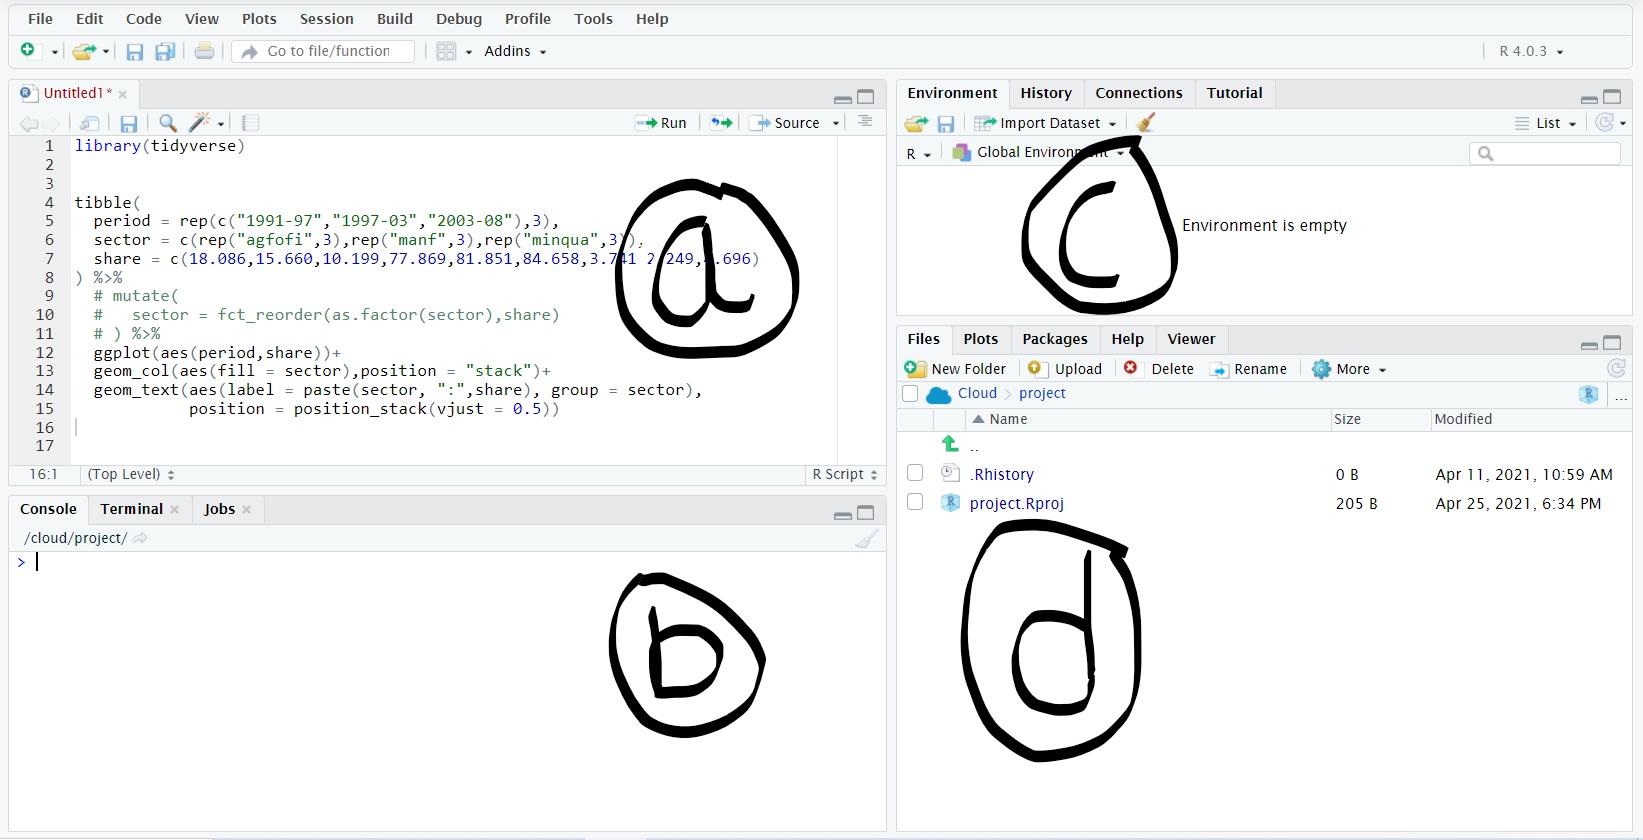 File Edit Code View Plots Session Build Debug Profile Tools Help
Go to file/function Addins R 4.0.3
Untitled1*
Run Source
1 library(tidyverse)
2
3
4 tibble(
5 period = rep(c("1991-97","1997-03","2003-08"),3),
6 sector = c(rep("agfofi",3),rep("manf",3),rep("minqua",3)),
7 share = c(18.086,15.660,10.199,77.869,81.851,84.658,3.741 2 249, .696)
8 ) %>%
9 # mutate(
10 # sector = fct_reorder(as.factor(sector),share)
11 # ) %>%
12 ggplot(aes(period,share))+
13 geom_col(aes(fill = sector),position = "stack")+
14 geom_text(aes(label = paste(sector, ":",share), group = sector),
15 position = position_stack(vjust = 0.5))
16
17
a
16:1 (Top Level) R Script
Console Terminal Jobs
/cloud/project/
>
b
Environment History Connections Tutorial
Import Dataset List
R Global Environment
Environment is empty
c
Files Plots Packages Help Viewer
New Folder Upload Delete Rename More
Cloud project ...
Name Size Modified
..
.Rhistory 0 B Apr 11, 2021, 10:59 AM
project.Rproj 205 B Apr 25, 2021, 6:34 PM
d